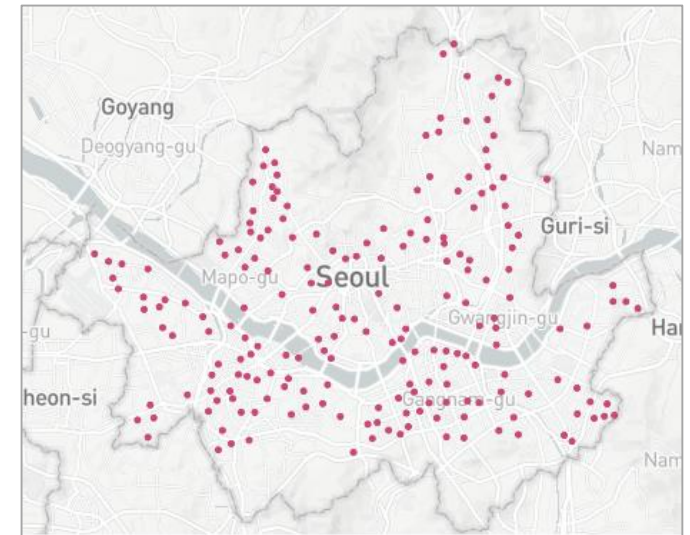 Goyang
Deogyang-gu
Nam
Guri-si
Mapo-gu
Seoul
Gwangjin-gu
-gu
Ha
heon-si
Gangnam-gu
Nam